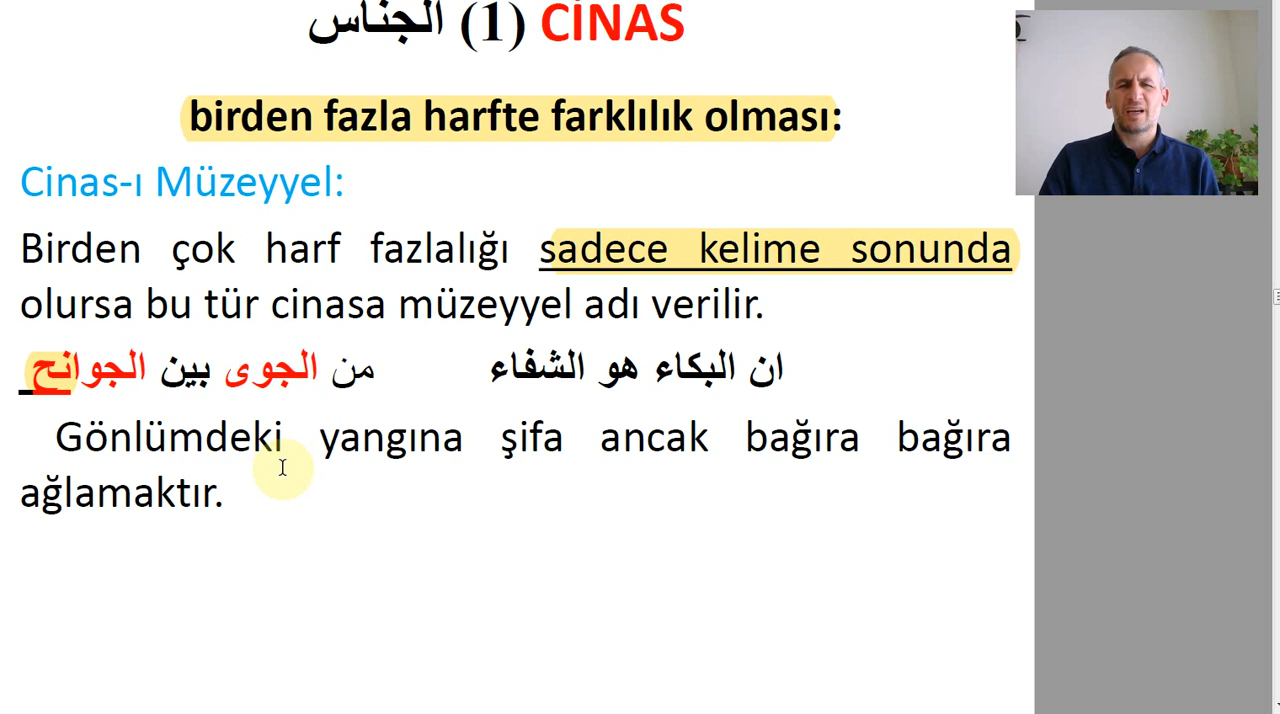 الجناس (1) CİNAS
birden fazla harfte farklılık olması:
Cinas-ı Müzeyyel:
Birden çok harf fazlalığı sadece kelime sonunda
olursa bu tür cinasa müzeyyel adı verilir.
ان البكاء هو الشفاء من الجوى بين الجوانح
Gönlümdeki yangına şifa ancak bağıra bağıra
ağlamaktır.